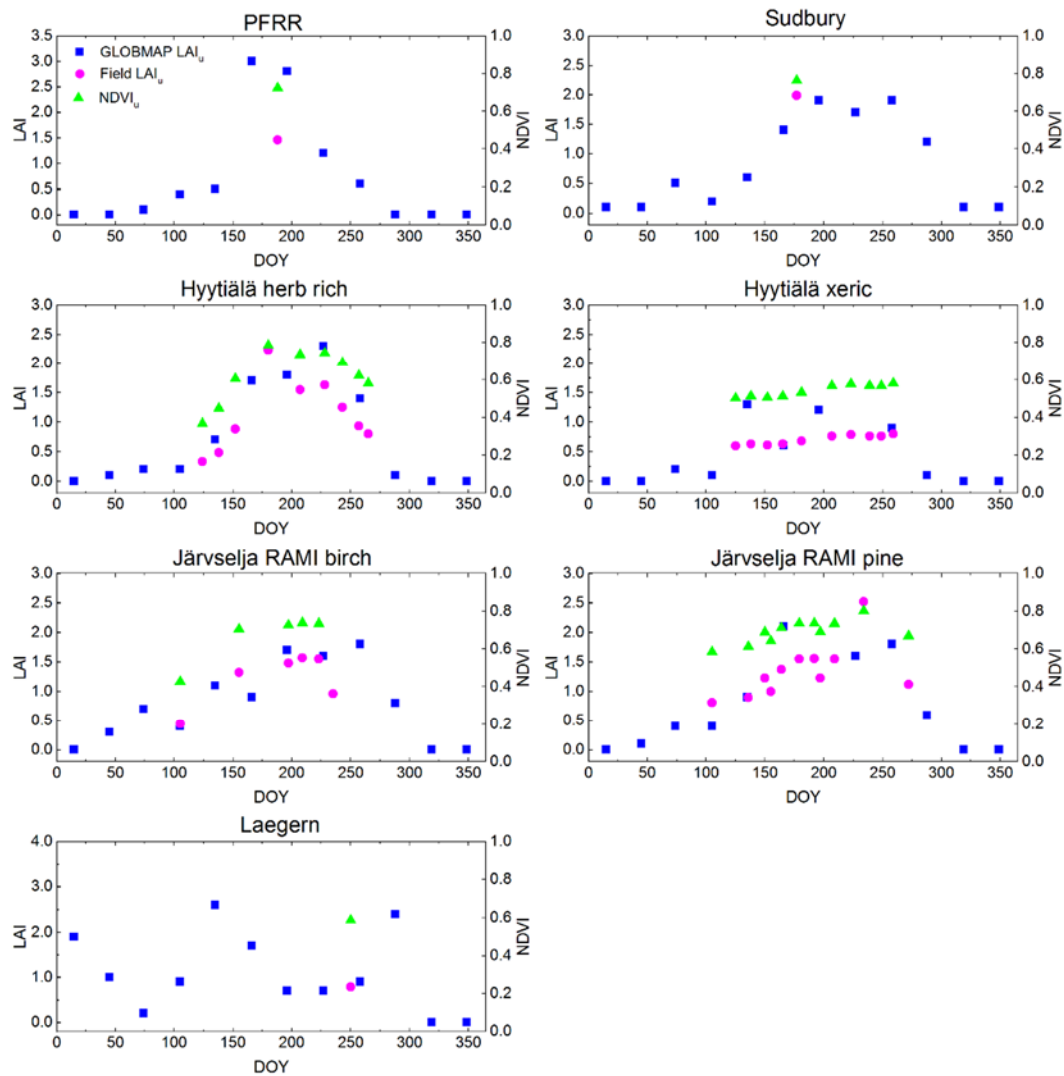 PFRR
3.5
3.0
2.5
2.0
1.5
1.0
0.5
0.0
LAI
GLOBMAP LAIu
Field LAIu
NDVIu
1.0
0.8
0.6
0.4
0.2
0.0
NDVI
0 50 100 150 200 250 300 350
DOY
Sudbury
3.0
2.5
2.0
1.5
1.0
0.5
0.0
LAI
1.0
0.8
0.6
0.4
0.2
0.0
NDVI
0 50 100 150 200 250 300 350
DOY
Hyytiälä herb rich
3.0
2.5
2.0
1.5
1.0
0.5
0.0
LAI
1.0
0.8
0.6
0.4
0.2
0.0
NDVI
0 50 100 150 200 250 300 350
DOY
Hyytiälä xeric
3.0
2.5
2.0
1.5
1.0
0.5
0.0
LAI
1.0
0.8
0.6
0.4
0.2
0.0
NDVI
0 50 100 150 200 250 300 350
DOY
Järvselja RAMI birch
3.0
2.5
2.0
1.5
1.0
0.5
0.0
LAI
1.0
0.8
0.6
0.4
0.2
0.0
NDVI
0 50 100 150 200 250 300 350
DOY
Järvselja RAMI pine
3.0
2.5
2.0
1.5
1.0
0.5
0.0
LAI
1.0
0.8
0.6
0.4
0.2
0.0
NDVI
0 50 100 150 200 250 300 350
DOY
Laegern
4.0
3.0
2.0
1.0
0.0
LAI
1.0
0.8
0.6
0.4
0.2
0.0
NDVI
0 50 100 150 200 250 300 350
DOY